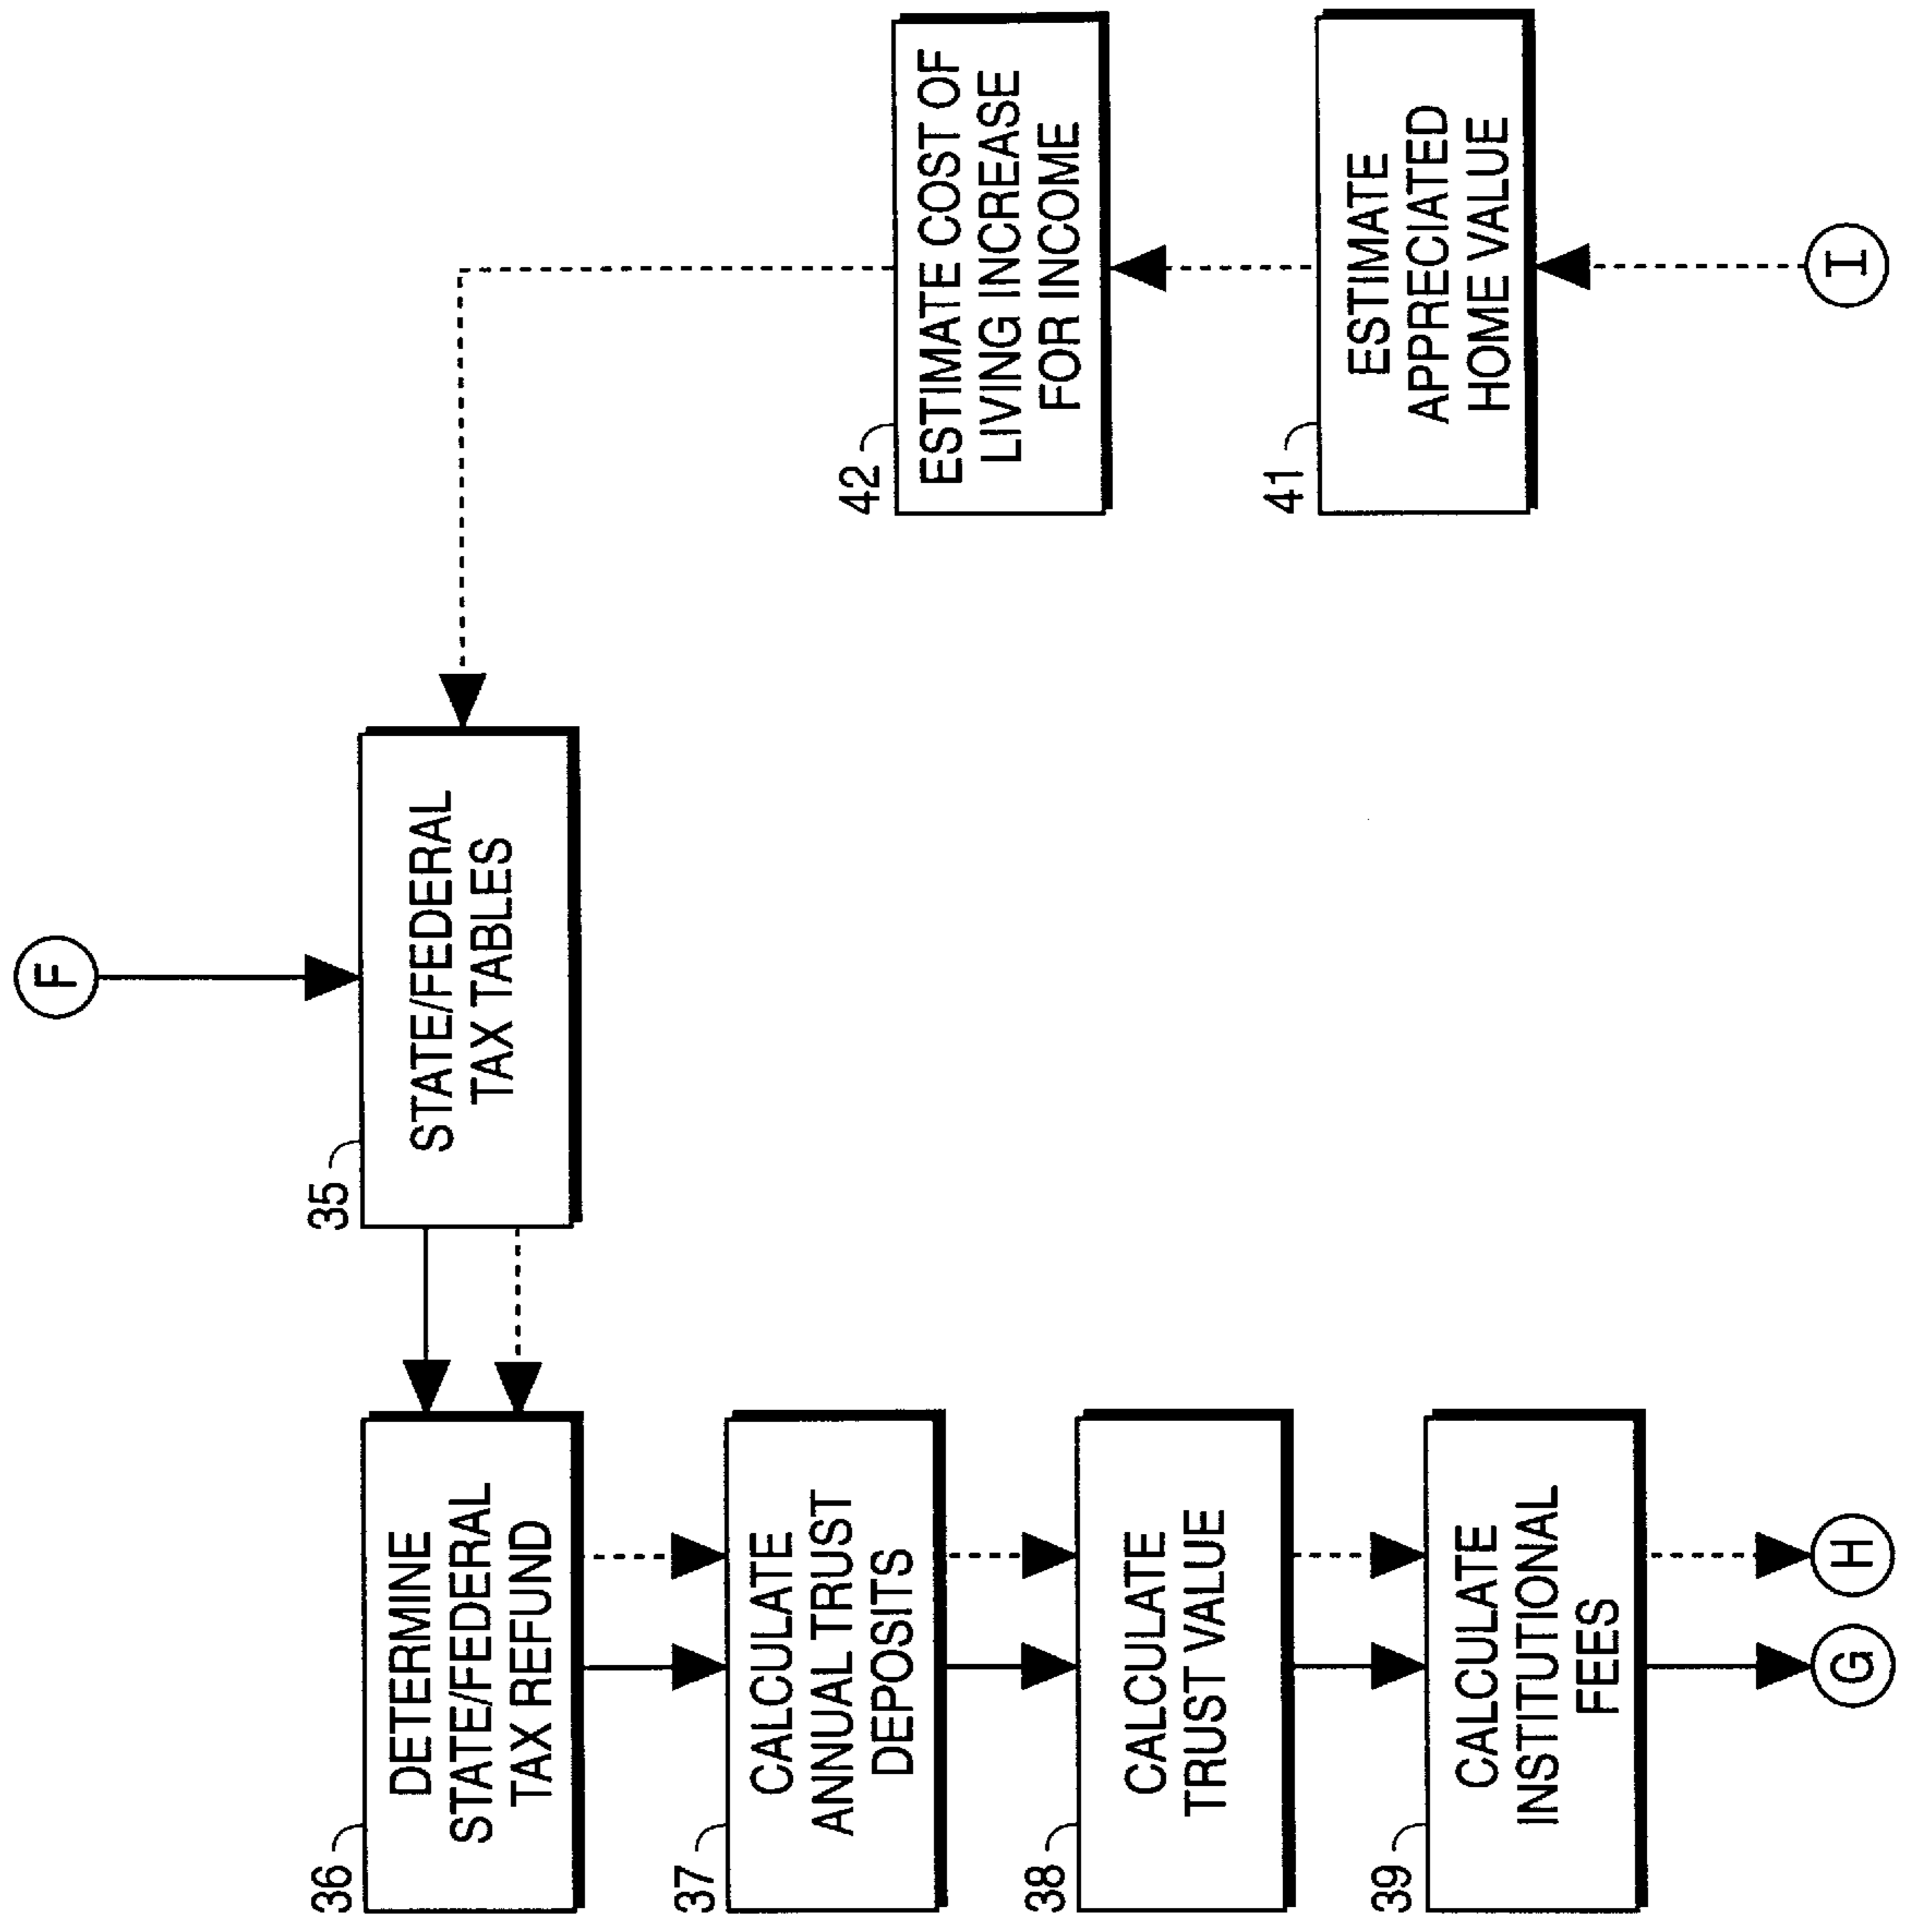 F
35
STATE/FEDERAL
TAX TABLES
36
DETERMINE
STATE/FEDERAL
TAX REFUND
37
CALCULATE
ANNUAL TRUST
DEPOSITS
38
CALCULATE
TRUST VALUE
39
CALCULATE
INSTITUTIONAL
FEES
G
H
42
ESTIMATE COST OF
LIVING INCREASE
FOR INCOME
41
ESTIMATE
APPRECIATED
HOME VALUE
I